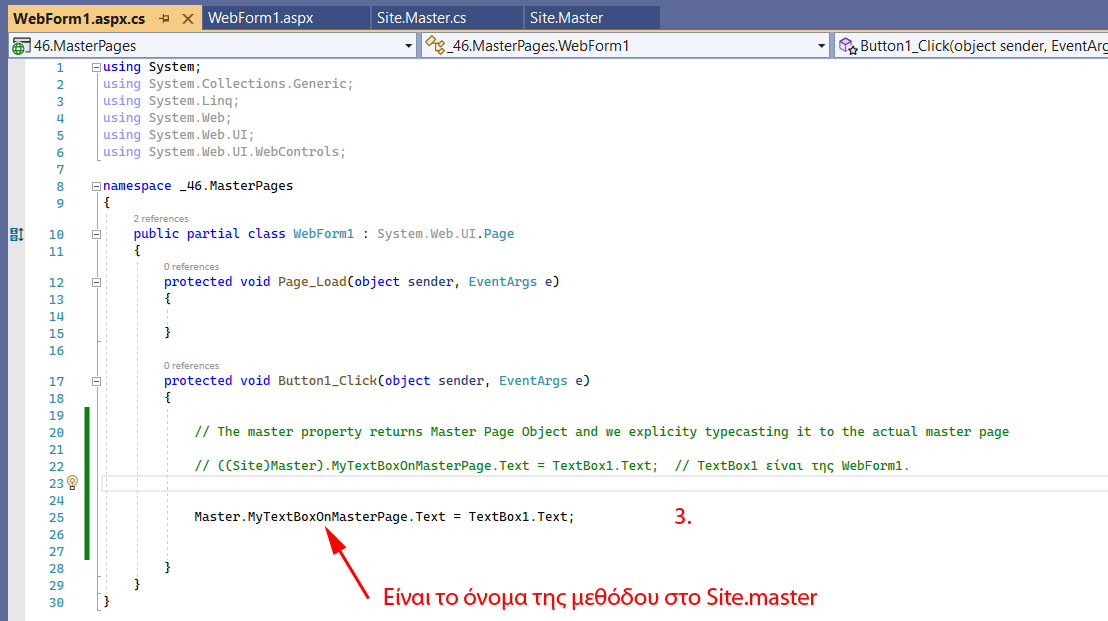 WebForm1.aspx.cs WebForm1.aspx Site.Master.cs Site.Master
46.MasterPages _46.MasterPages.WebForm1 Button1_Click(object sender, EventArg
1 using System;
2 using System.Collections.Generic;
3 using System.Linq;
4 using System.Web;
5 using System.Web.UI;
6 using System.Web.UI.WebControls;
7
8 namespace _46.MasterPages
9 {
2 references
10 public partial class WebForm1 : System.Web.UI.Page
11 {
0 references
12 protected void Page_Load(object sender, EventArgs e)
13 {
14
15 }
16
0 references
17 protected void Button1_Click(object sender, EventArgs e)
18 {
19
20 // The master property returns Master Page Object and we explicity typecasting it to the actual master page
21
22 // ((Site)Master).MyTextBoxOnMasterPage.Text = TextBox1.Text; // TextBox1 είναι της WebForm1.
23
24
25 Master.MyTextBoxOnMasterPage.Text = TextBox1.Text; 3.
26
27
28 }
29 }
30 }
Είναι το όνομα της μεθόδου στο Site.master